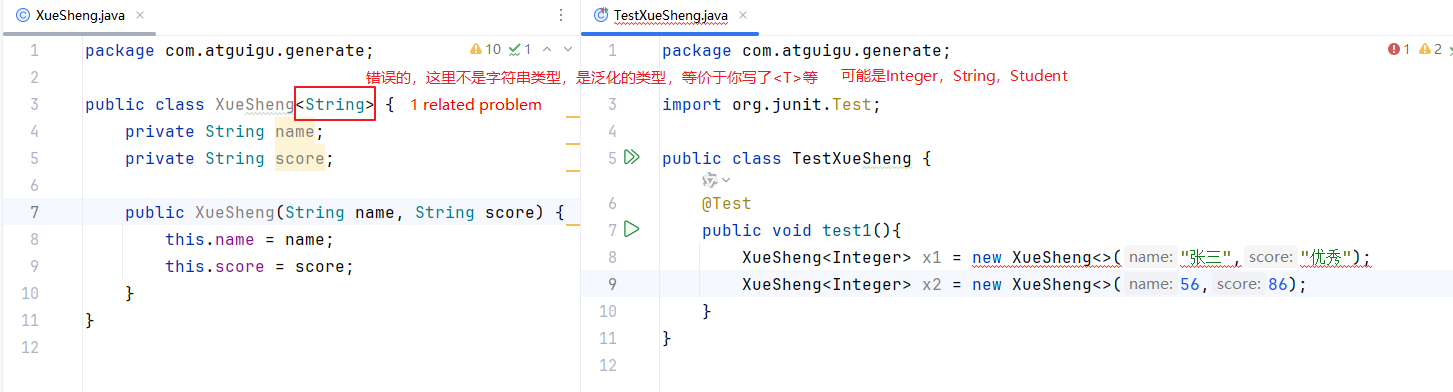 XueSheng.java
1 package com.atguigu.generate;
10 1
2
错误的，这里不是字符串类型，是泛化的类型，等价于你写了<T>等
3 public class XueSheng<String> { 1 related problem
4 private String name;
5 private String score;
6
7 public XueSheng(String name, String score) {
8 this.name = name;
9 this.score = score;
10 }
11 }
12
TestXueSheng.java
1 package com.atguigu.generate;
1 2
可能是Integer，String，Student
3 import org.junit.Test;
4
5 public class TestXueSheng {
6 @Test
7 public void test1(){
8 XueSheng<Integer> x1 = new XueSheng<>( name: "张三", score: "优秀");
9 XueSheng<Integer> x2 = new XueSheng<>( name: 56, score: 86);
10 }
11 }
12